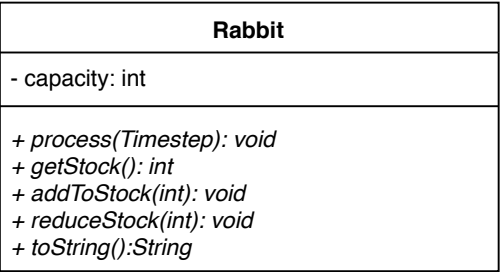 Rabbit
- capacity: int
+ process(Timestep): void
+ getStock(): int
+ addToStock(int): void
+ reduceStock(int): void
+ toString():String